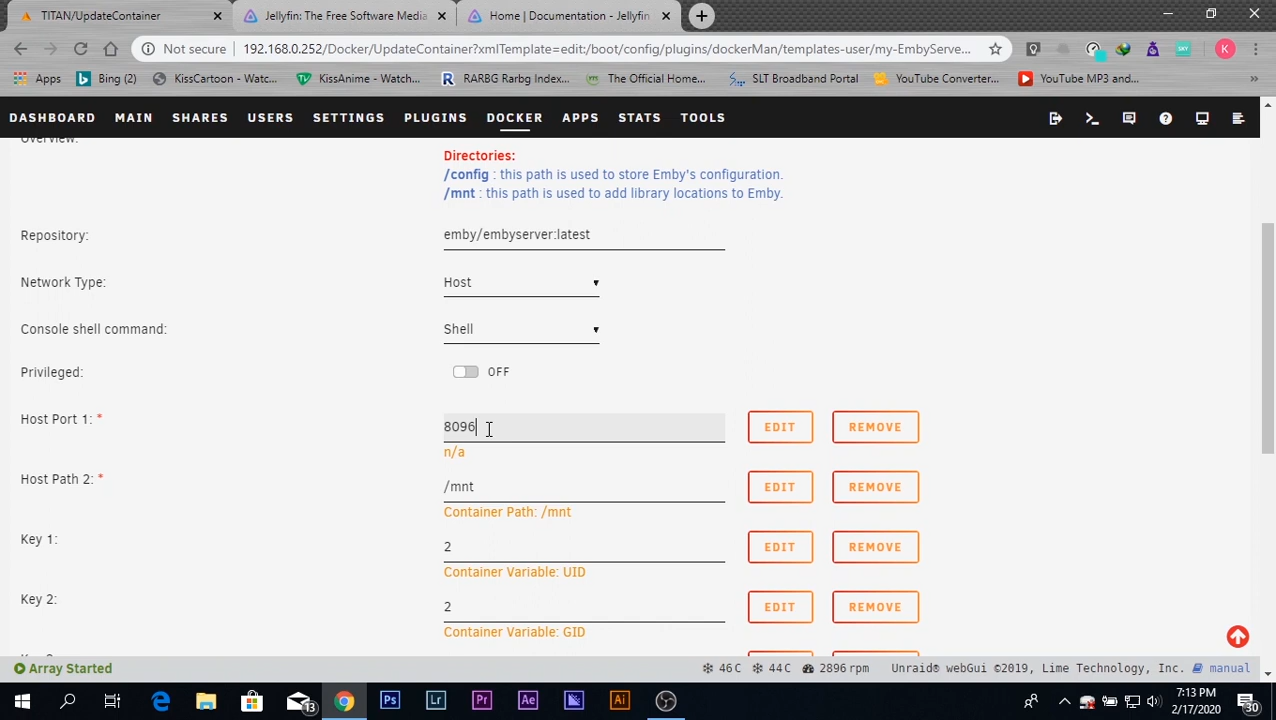 TITAN/UpdateContainer
Jellyfin: The Free Software Media
Home | Documentation - Jellyfin
Not secure
192.168.0.252/Docker/UpdateContainer?xmlTemplate=edit:/boot/config/plugins/dockerMan/templates-user/my-EmbyServe...
K
Apps
Bing (2)
KissCartoon - Watc...
KissAnime - Watch...
RARBG Rarbg Index...
The Official Home...
SLT Broadband Portal
YouTube Converter...
YouTube MP3 and...
DASHBOARD MAIN SHARES USERS SETTINGS PLUGINS DOCKER APPS STATS TOOLS
Overview:
Directories:
/config : this path is used to store Emby's configuration.
/mnt : this path is used to add library locations to Emby.
Repository:
emby/embyserver:latest
Network Type:
Host
Console shell command:
Shell
Privileged:
OFF
Host Port 1: *
8096
EDIT
REMOVE
n/a
Host Path 2: *
/mnt
EDIT
REMOVE
Container Path: /mnt
Key 1:
2
EDIT
REMOVE
Container Variable: UID
Key 2:
2
EDIT
REMOVE
Container Variable: GID
Array Started
46 C
44 C
2896 rpm
Unraid® webGui ©2019, Lime Technology, Inc.
manual
Ps
Lr
Pr
Ae
Ai
13
7:13 PM
2/17/2020
30